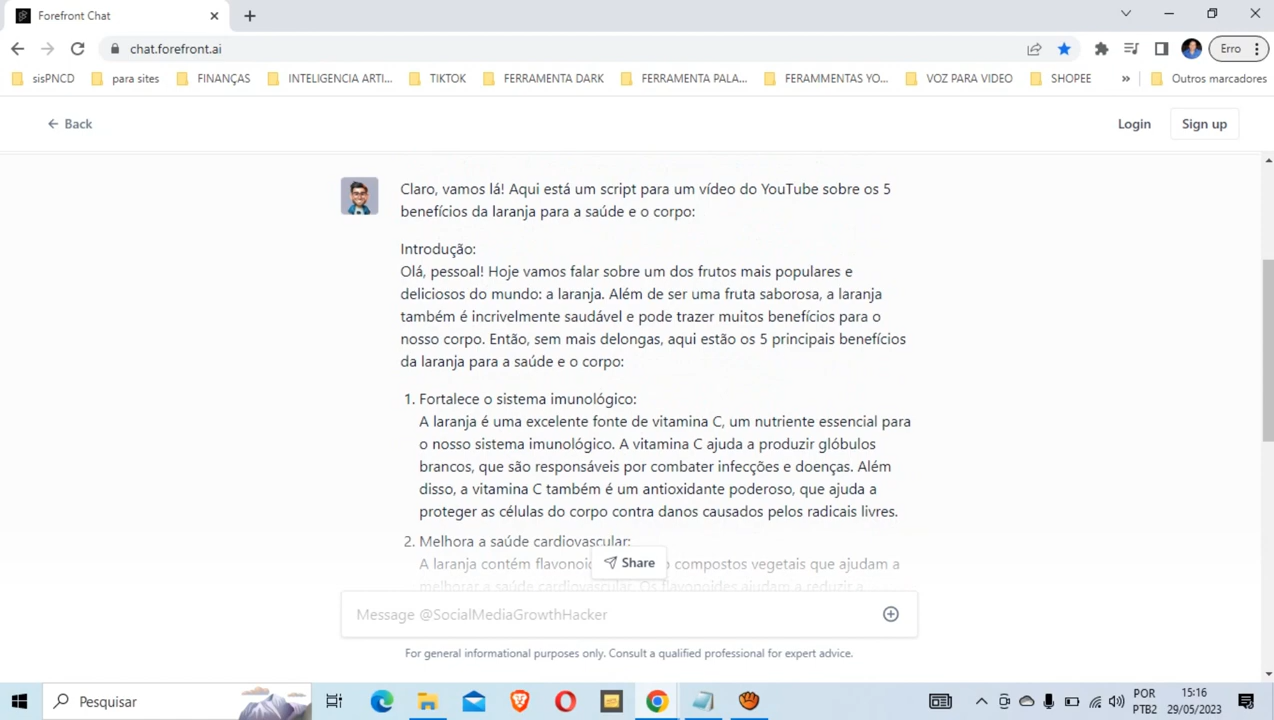 Forefront Chat
chat.forefront.ai
Erro
sisPNCD
para sites
FINANÇAS
INTELIGENCIA ARTI...
TIKTOK
FERRAMENTA DARK
FERRAMENTA PALA...
FERAMMENTAS YO...
VOZ PARA VIDEO
SHOPEE
»
Outros marcadores
Back
Login
Sign up
Claro, vamos lá! Aqui está um script para um vídeo do YouTube sobre os 5
benefícios da laranja para a saúde e o corpo:
Introdução:
Olá, pessoal! Hoje vamos falar sobre um dos frutos mais populares e
deliciosos do mundo: a laranja. Além de ser uma fruta saborosa, a laranja
também é incrivelmente saudável e pode trazer muitos benefícios para o
nosso corpo. Então, sem mais delongas, aqui estão os 5 principais benefícios
da laranja para a saúde e o corpo:
1. Fortalece o sistema imunológico:
A laranja é uma excelente fonte de vitamina C, um nutriente essencial para
o nosso sistema imunológico. A vitamina C ajuda a produzir glóbulos
brancos, que são responsáveis por combater infecções e doenças. Além
disso, a vitamina C também é um antioxidante poderoso, que ajuda a
proteger as células do corpo contra danos causados pelos radicais livres.
2. Melhora a saúde cardiovascular:
A laranja contém compostos vegetais que ajudam a
Share
melhorar a saúde cardiovascular. Os flavonoides ajudam a reduzir a
Message @SocialMediaGrowthHacker
For general informational purposes only. Consult a qualified professional for expert advice.
Pesquisar
POR
PTB2
15:16
29/05/2023